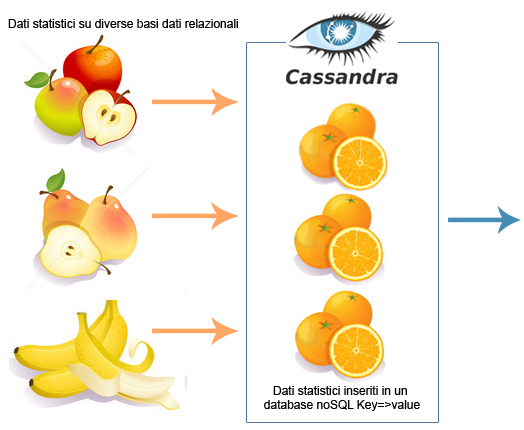 Dati statistici su diverse basi dati relazionali
Cassandra
Dati statistici inseriti in un
database noSQL Key=>value